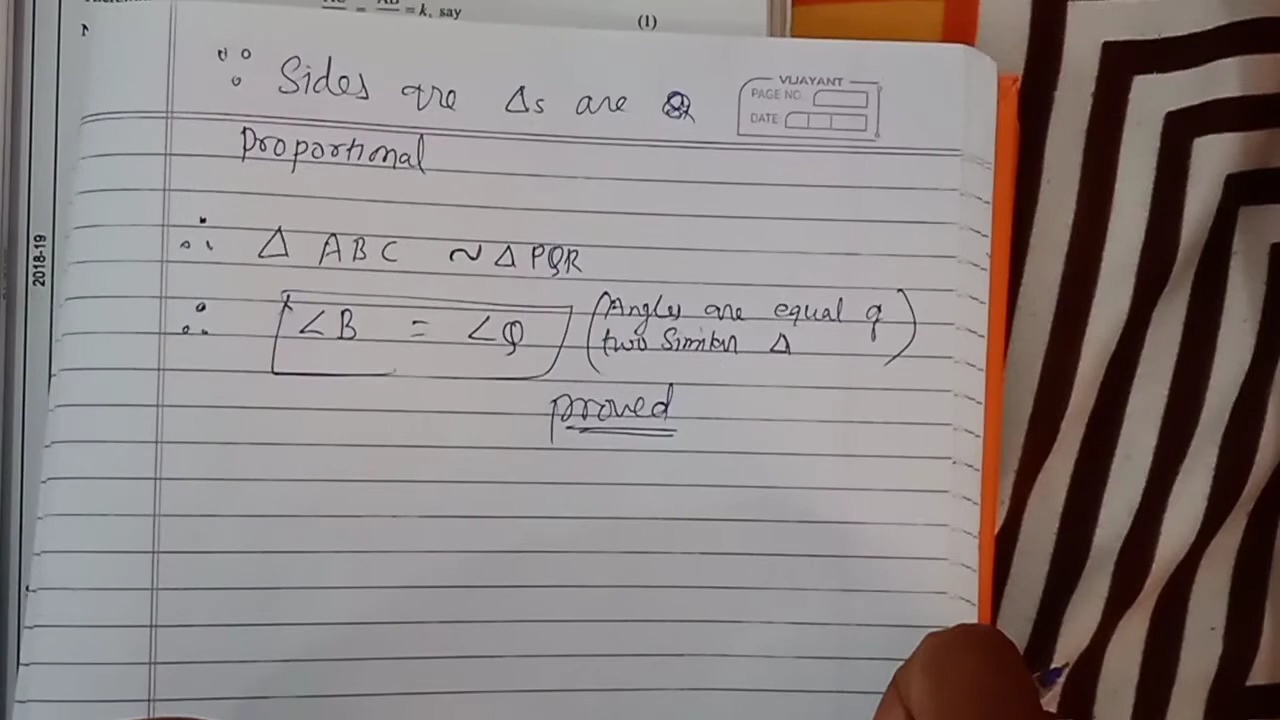 = k, say
(1)
∵ Sides are Δs are
VIJAYANT
PAGE NO.
DATE
Proportional
∴ Δ ABC ~ Δ PQR
∴ ∠B = ∠Q (Angles are equal of
two Similar Δ)
proved
2018-19